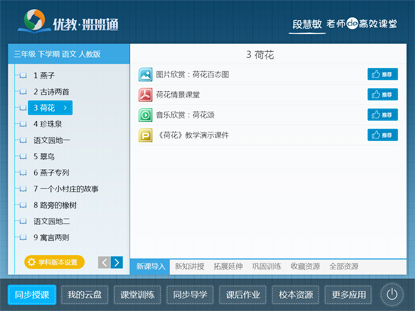 优教·班班通
段慧敏 老师de高效课堂
三年级 下学期 语文 人教版
1 燕子
2 古诗两首
3 荷花
4 珍珠泉
语文园地一
5 翠鸟
6 燕子专列
7 一个小村庄的故事
8 路旁的橡树
语文园地二
9 寓言两则
学科版本设置
3 荷花
图片欣赏：荷花百态图 推荐
荷花情景课堂 推荐
音乐欣赏：荷花颂 推荐
《荷花》教学演示课件 推荐
新课导入 新知讲授 拓展延伸 巩固训练 收藏资源 全部资源
同步授课 我的云盘 课堂训练 同步导学 课后作业 校本资源 更多应用